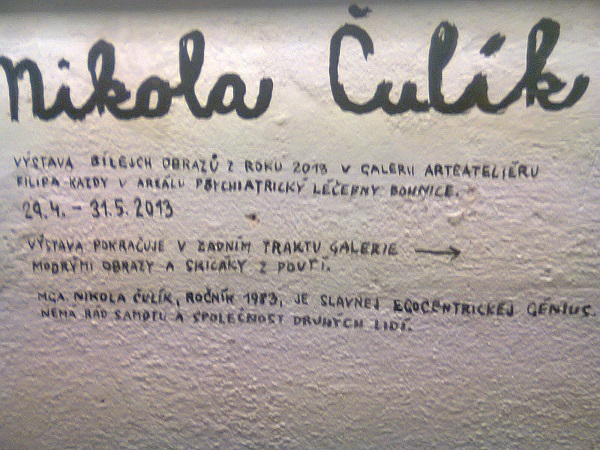 Nikola Čulík
VÝSTAVA BÍLEJCH OBRAZŮ Z ROKU 2013 V GALERII ARTEATELIÉRU
FILIPA KAZDY V AREÁLU PSYCHIATRICKÝ LÉČEBNY BOHNICE.
29.4. - 31.5. 2013
VÝSTAVA POKRAČUJE V ZADNÍM TRAKTU GALERIE →
MODRÝMI OBRAZY A SKICÁKY Z POUTÍ.
MGA. NIKOLA ČULÍK, ROČNÍK 1983, JE SLAVNEJ EGOCENTRICKEJ GÉNIUS.
NEMÁ RÁD SAMOTU A SPOLEČNOST DRUHÝCH LIDÍ.